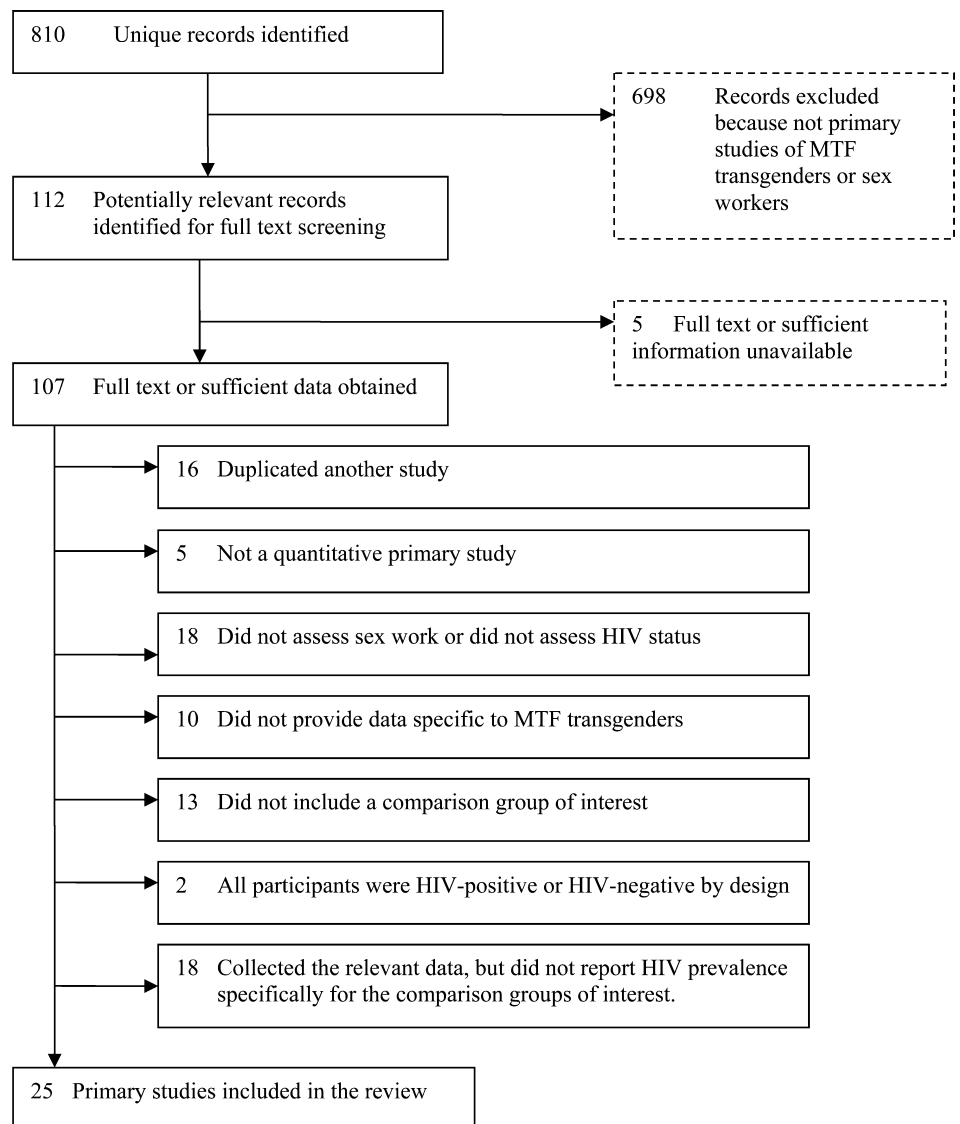 810 Unique records identified
698 Records excluded
because not primary
studies of MTF
transgenders or sex
workers
112 Potentially relevant records
identified for full text screening
5 Full text or sufficient
information unavailable
107 Full text or sufficient data obtained
16 Duplicated another study
5 Not a quantitative primary study
18 Did not assess sex work or did not assess HIV status
10 Did not provide data specific to MTF transgenders
13 Did not include a comparison group of interest
2 All participants were HIV-positive or HIV-negative by design
18 Collected the relevant data, but did not report HIV prevalence
specifically for the comparison groups of interest.
25 Primary studies included in the review